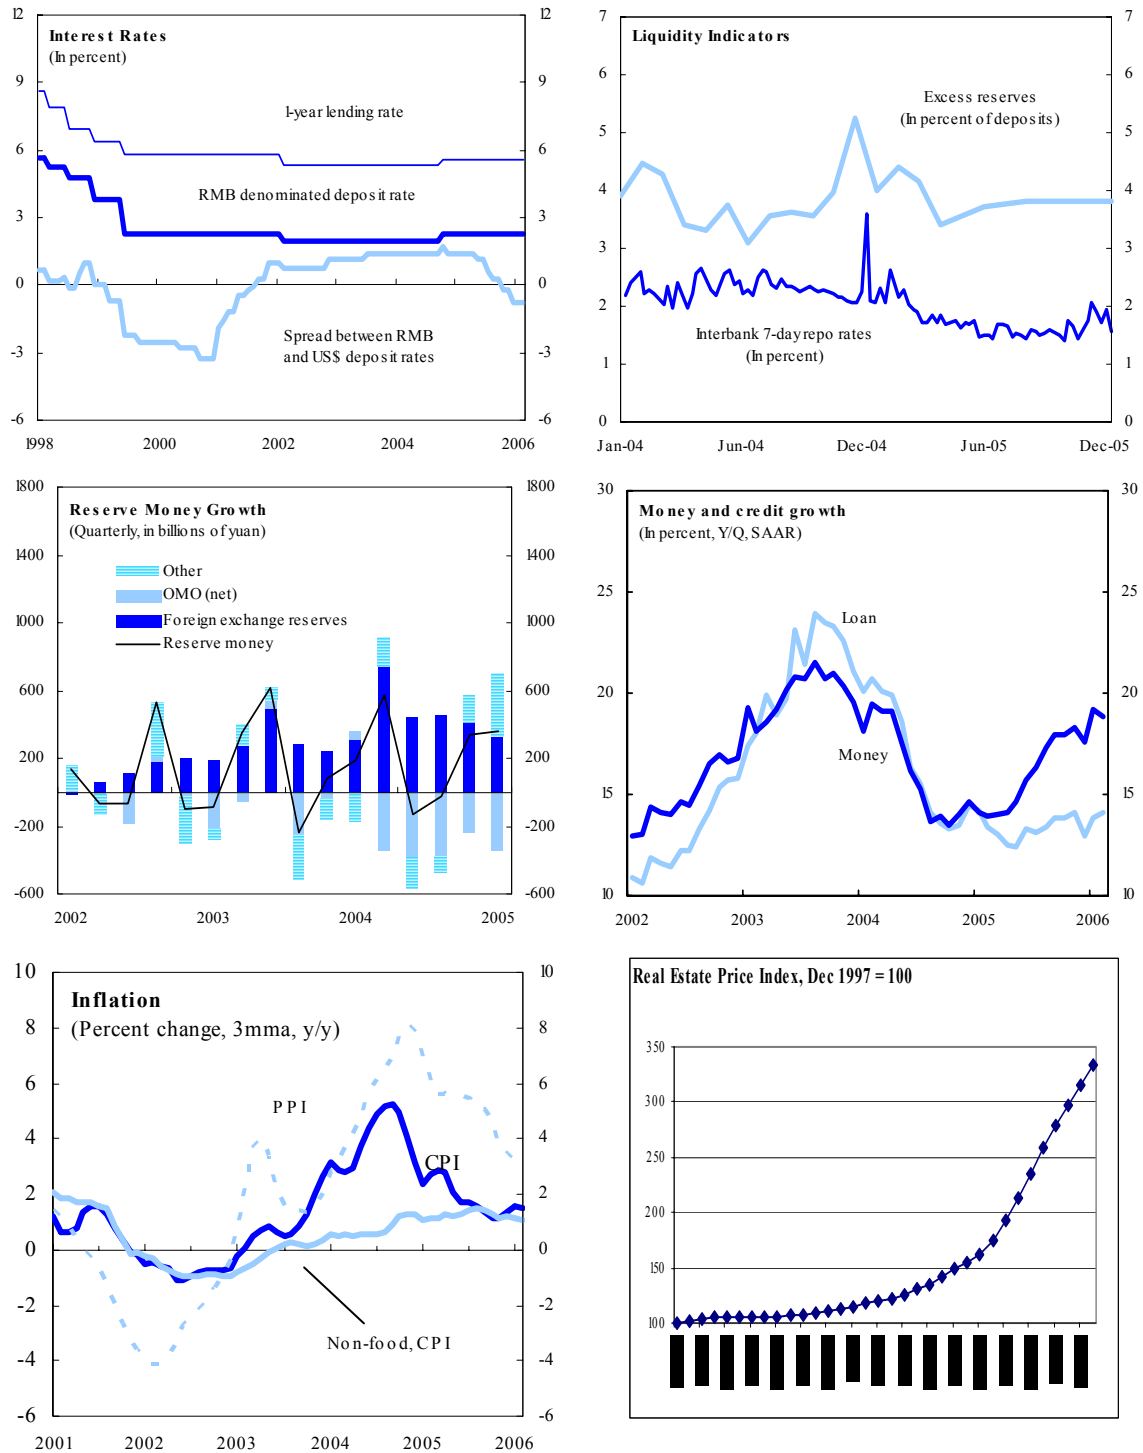 Interest Rates
(In percent)
12
9
6
3
0
-3
-6
12
9
6
3
0
-3
-6
1-year lending rate
RMB denominated deposit rate
Spread between RMB
and US$ deposit rates
1998 2000 2002 2004 2006
Liquidity Indicators
7
6
5
4
3
2
1
0
7
6
5
4
3
2
1
0
Excess reserves
(In percent of deposits)
Interbank 7-day repo rates
(In percent)
Jan-04 Jun-04 Dec-04 Jun-05 Dec-05
Reserve Money Growth
(Quarterly, in billions of yuan)
1800
1400
1000
600
200
-200
-600
1800
1400
1000
600
200
-200
-600
Other
OMO (net)
Foreign exchange reserves
Reserve money
2002 2003 2004 2005
Money and credit growth
(In percent, Y/Q, SAAR)
30
25
20
15
10
30
25
20
15
10
Loan
Money
2002 2003 2004 2005 2006
Inflation
(Percent change, 3mma, y/y)
10
8
6
4
2
0
-2
-4
-6
10
8
6
4
2
0
-2
-4
-6
PPI
CPI
Non-food, CPI
2001 2002 2003 2004 2005 2006
Real Estate Price Index, Dec 1997 = 100
350
300
250
200
150
100